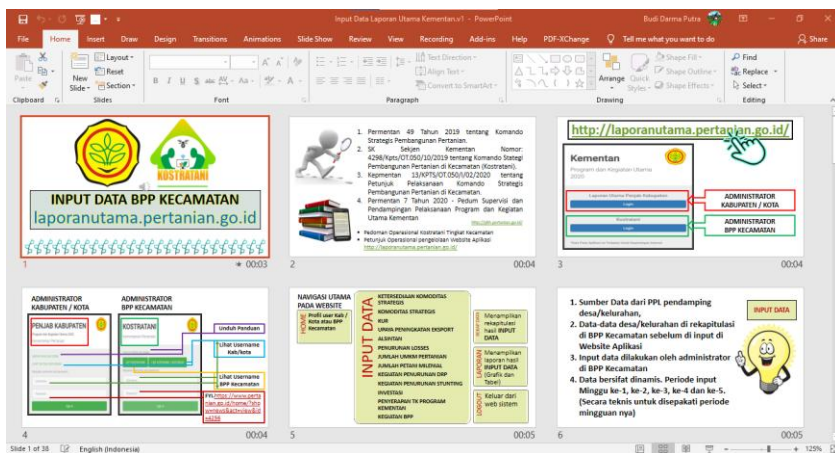 Input Data Laporan Utama Kementan.v1 - PowerPoint
Budi Darma Putra
File Home Insert Draw Design Transitions Animations Slide Show Review View Recording Add-ins Help PDF-XChange Tell me what you want to do Share
Paste
New Slide
Layout
Reset
Section
Text Direction
Align Text
Convert to SmartArt
Arrange
Quick Styles
Shape Fill
Shape Outline
Shape Effects
Find
Replace
Select
Clipboard Slides Font Paragraph Drawing Editing
KOSTRATANI
INPUT DATA BPP KECAMATAN
laporanutama.pertanian.go.id
1 00:03
1. Permentan 49 Tahun 2019 tentang Komando
Strategis Pembangunan Pertanian.
2. SK Sekjen Kementan Nomor:
4298/Kpts/OT.050/10/2019 tentang Komando Stategi
Pembangunan Pertanian di Kecamatan (Kostratani).
3. Kepmentan 13/KPTS/OT.050/I/02/2020 tentang
Petunjuk Pelaksanaan Komando Strategis
Pembangunan Pertanian di Kecamatan.
4. Permentan 7 Tahun 2020 - Pedum Supervisi dan
Pendampingan Pelaksanaan Program dan Kegiatan
Utama Kementan
• Pedoman Operasional Kostratani Tingkat Kecamatan
• Petunjuk Operasional pengelolaan Website Aplikasi
http://laporanutama.pertanian.go.id/
2 00:04
http://laporanutama.pertanian.go.id/
Kementan
Program dan Kegiatan Utama
2020
Laporan Utama Penjab Kabupaten
Login
Kostratani
Login
ADMINISTRATOR
KABUPATEN / KOTA
ADMINISTRATOR
BPP KECAMATAN
3 00:04
ADMINISTRATOR
KABUPATEN / KOTA
ADMINISTRATOR
BPP KECAMATAN
PENJAB KABUPATEN
KOSTRATANI
Unduh Panduan
*Lihat Username
Kab/kota
Lihat Username
BPP Kecamatan
4 00:04
NAVIGASI UTAMA
PADA WEBSITE
HOME
Profil user Kab /
Kota atau BPP
Kecamatan
INPUT DATA
KETERSEDIAAN KOMODITAS
STRATEGIS
KOMODITAS STRATEGIS
KUR
UPAYA PENINGKATAN EKSPORT
ALSINTAN
PENURUNAN LOSSES
JUMLAH UMKM PERTANIAN
JUMLAH PETANI MILENIAL
KEGIATAN PENURUNAN DRP
KEGIATAN PENURUNAN STUNTING
INVESTASI
PENYERAPAN TK PROGRAM
KEMENTAN
KEGIATAN BPP
Menampilkan
rekapitulasi
hasil INPUT
DATA
LAPORAN
Menampilkan
laporan hasil
INPUT DATA
(Grafik dan
Tabel)
LOGOUT
Keluar dari
web sistem
5 00:05
1. Sumber Data dari PPL pendamping
desa/kelurahan,
2. Data-data desa/kelurahan di rekapitulasi
di BPP Kecamatan sebelum di input di
Website Aplikasi
3. Input data dilakukan oleh administrator
di BPP Kecamatan
4. Data bersifat dinamis. Periode input
Minggu ke-1, ke-2, ke-3, ke-4 dan ke-5.
(Secara teknis untuk disepakati periode
mingguan nya)
INPUT DATA
6 00:05
Slide 1 of 38 English (Indonesia) 125%